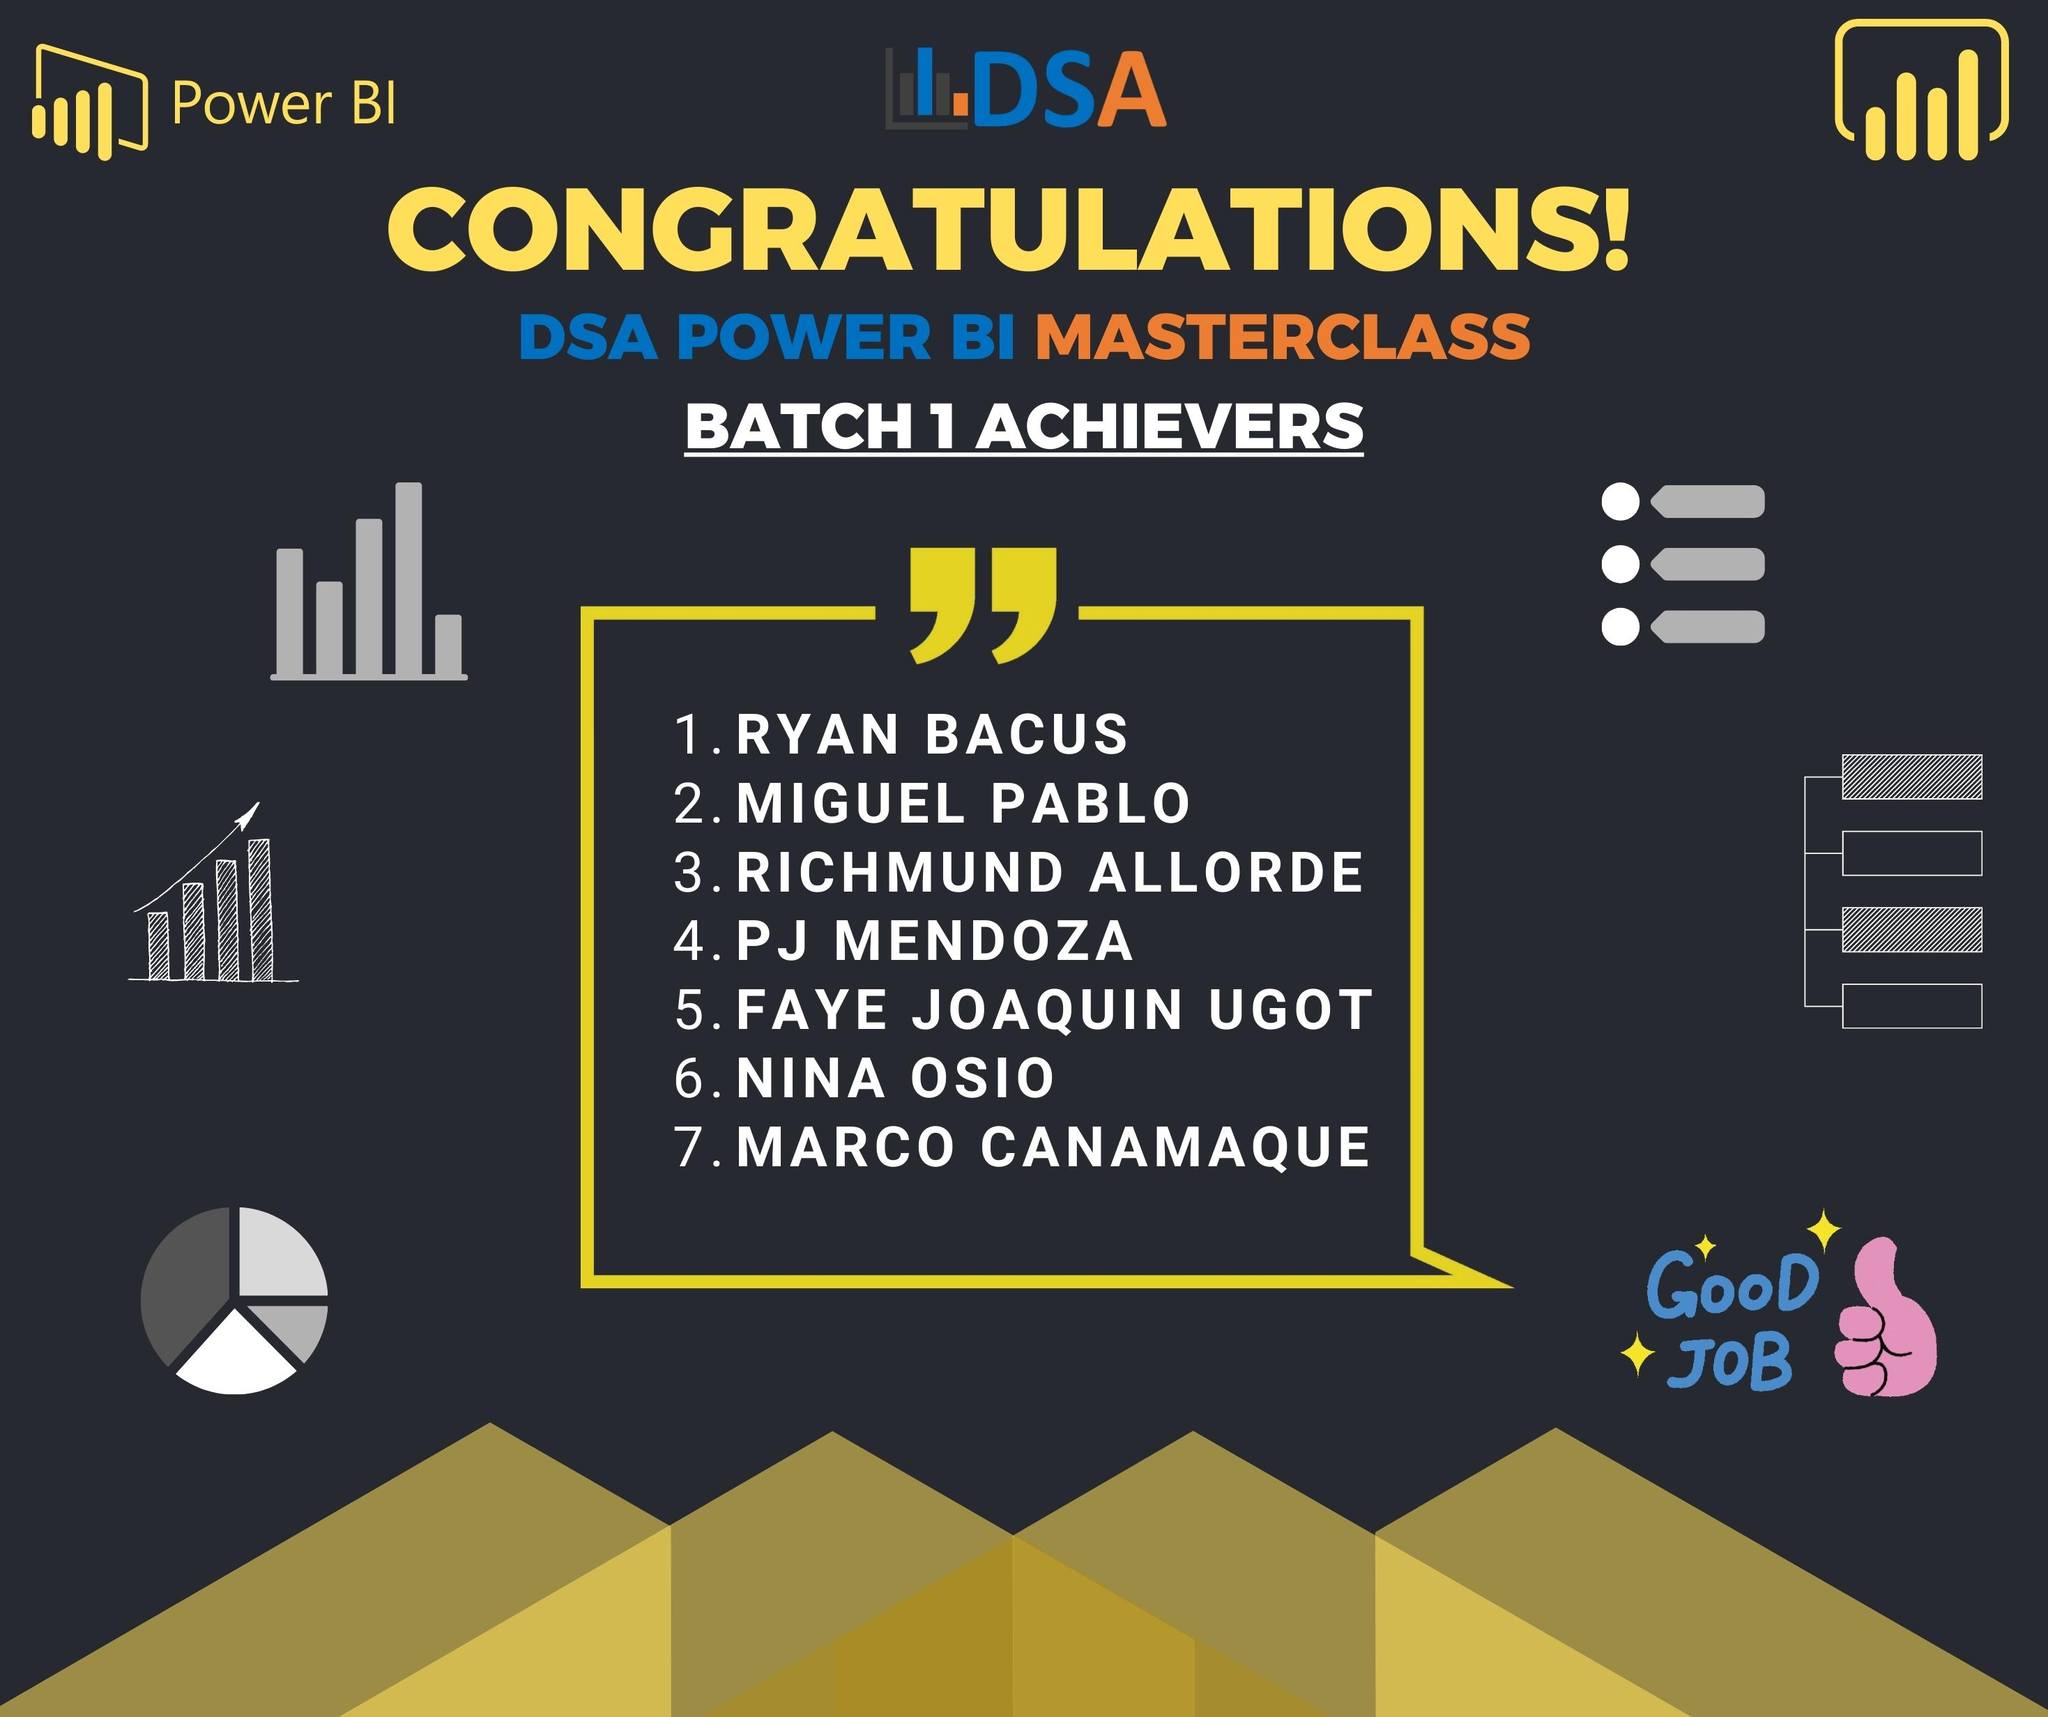 Power BI
DSA
CONGRATULATIONS!
DSA POWER BI MASTERCLASS
BATCH 1 ACHIEVERS
”
1. RYAN BACUS
2. MIGUEL PABLO
3. RICHMUND ALLORDE
4. PJ MENDOZA
5. FAYE JOAQUIN UGOT
6. NINA OSIO
7. MARCO CANAMAQUE
GOOD
JOB